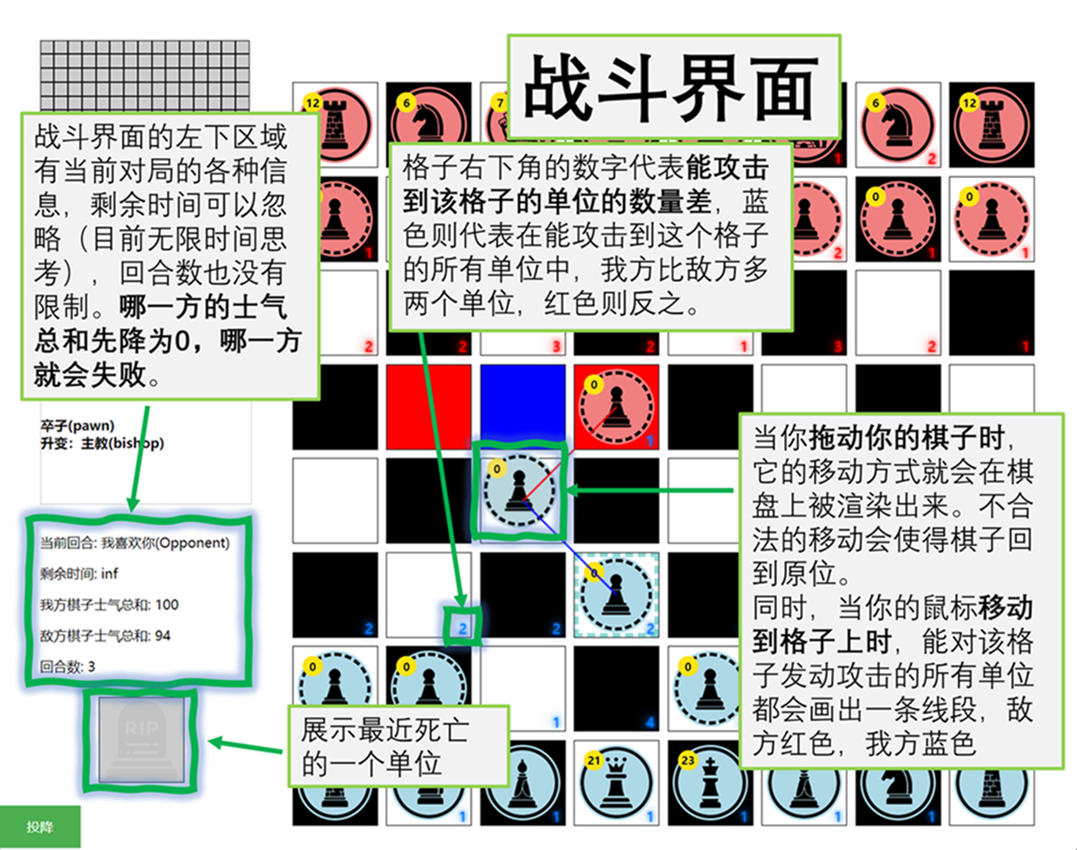 战斗界面
12
6
7
6
2
12
1
战斗界面的左下区域
有当前对局的各种信
息，剩余时间可以忽
略（目前无限时间思
考），回合数也没有
限制。哪一方的士气
总和先降为0，哪一方
就会失败。
格子右下角的数字代表能攻击
到该格子的单位的数量差，蓝
色则代表在能攻击到这个格子
的所有单位中，我方比敌方多
两个单位，红色则反之。
1
2
0
1
0
1
2
2
3
2
1
3
2
1
0
1
卒子(pawn)
升变：主教(bishop)
0
当你拖动你的棋子时，
它的移动方式就会在棋
盘上被渲染出来。不合
法的移动会使得棋子回
到原位。
同时，当你的鼠标移动
到格子上时，能对该格
子发动攻击的所有单位
都会画出一条线段，敌
方红色，我方蓝色
当前回合: 我喜欢你(Opponent)
剩余时间: inf
我方棋子士气总和: 100
敌方棋子士气总和: 94
回合数: 3
2
2
2
0
2
0
0
1
4
0
RIP
展示最近死亡
的一个单位
1
1
21
1
23
1
1
1
投降